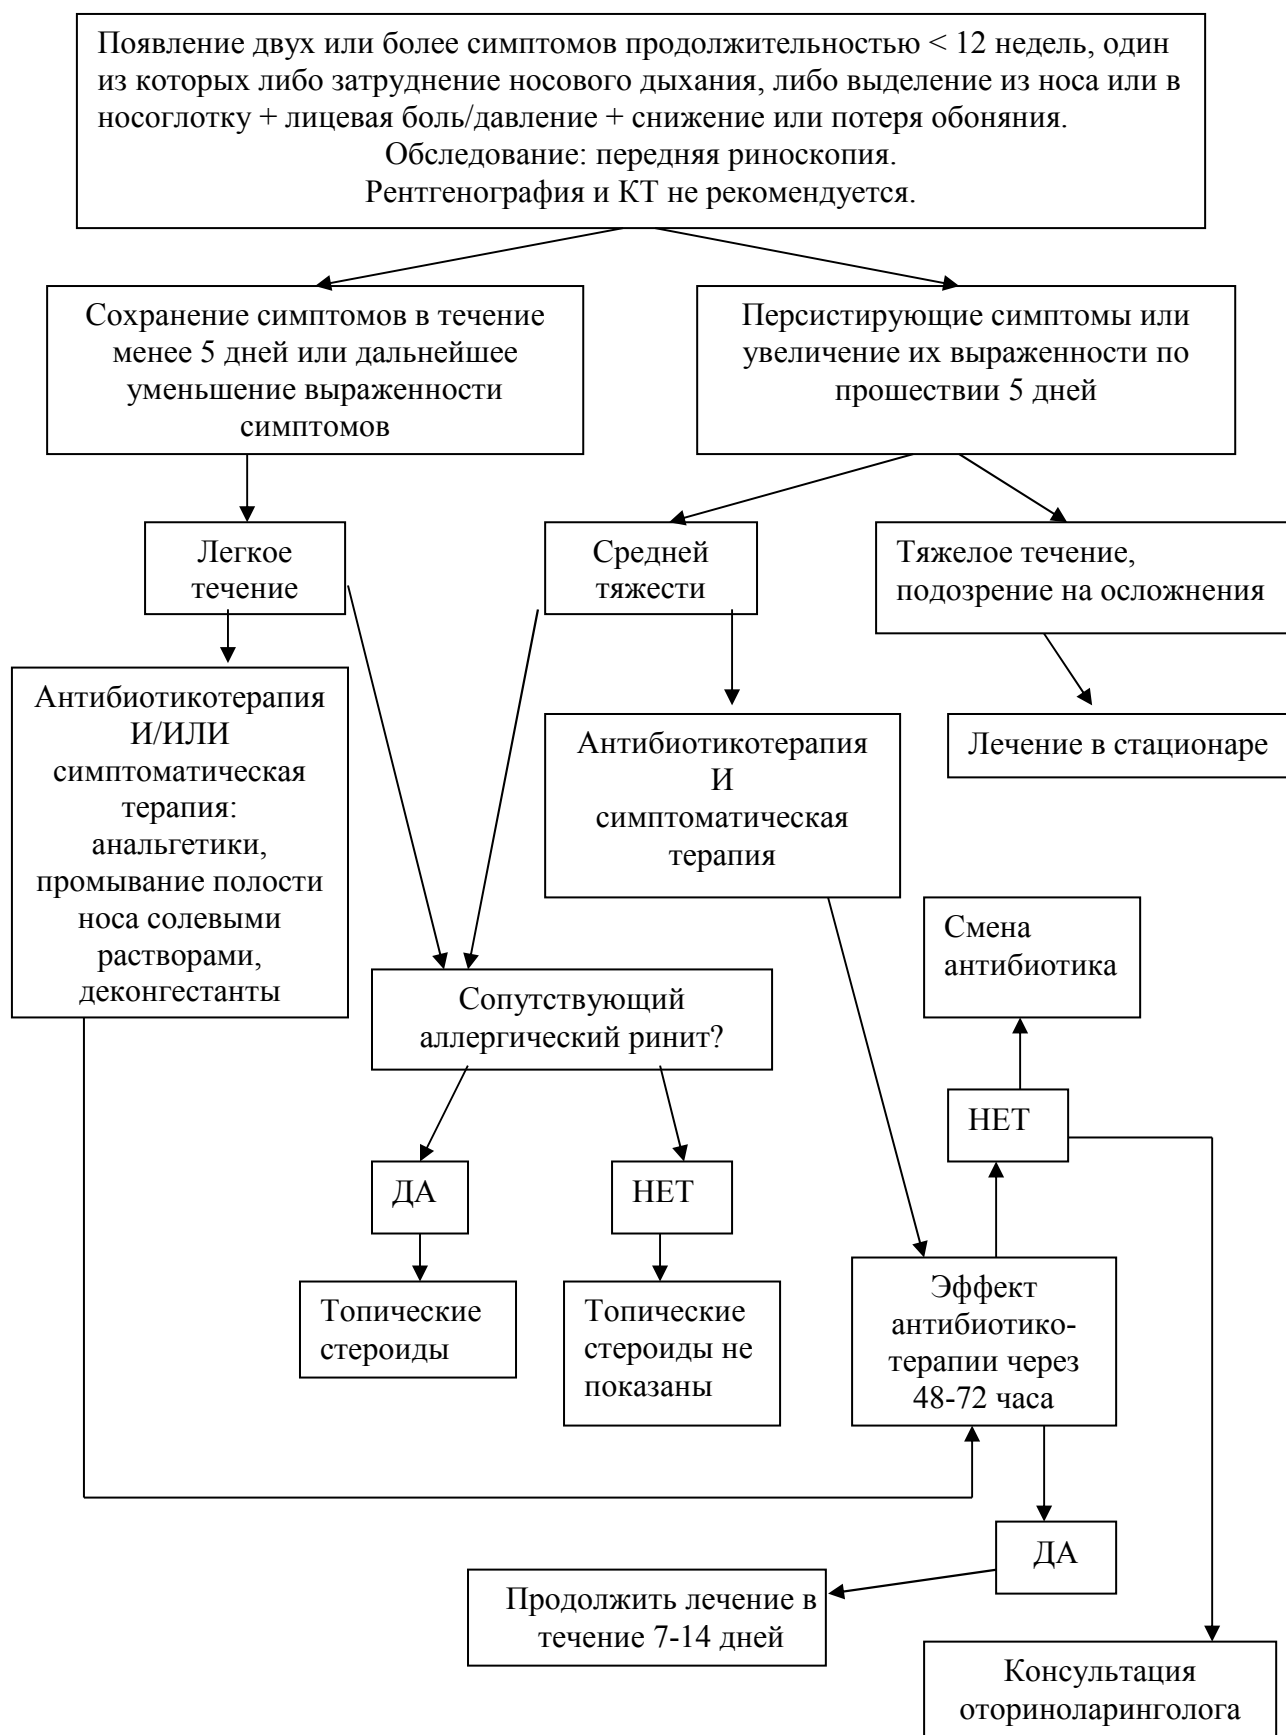 Появление двух или более симптомов продолжительностью < 12 недель, один
из которых либо затруднение носового дыхания, либо выделение из носа или в
носоглотку + лицевая боль/давление + снижение или потеря обоняния.
Обследование: передняя риноскопия.
Рентгенография и КТ не рекомендуется.
Сохранение симптомов в течение
менее 5 дней или дальнейшее
уменьшение выраженности
симптомов
Персистирующие симптомы или
увеличение их выраженности по
прошествии 5 дней
Легкое
течение
Средней
тяжести
Тяжелое течение,
подозрение на осложнения
Антибиотикотерапия
И/ИЛИ
симптоматическая
терапия:
анальгетики,
промывание полости
носа солевыми
растворами,
деконгестанты
Антибиотикотерапия
И
симптоматическая
терапия
Лечение в стационаре
Смена
антибиотика
Сопутствующий
аллергический ринит?
НЕТ
ДА
НЕТ
Топические
стероиды
Топические
стероиды не
показаны
Эффект
антибиотико-
терапии через
48-72 часа
ДА
Продолжить лечение в
течение 7-14 дней
Консультация
оториноларинголога